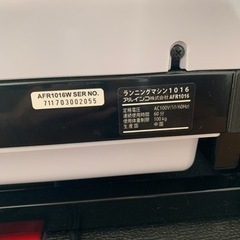 AFR1016W SER NO.
711703002055
ランニングマシン1016
アルインコ株式会社 AFR1016
定格電圧 AC100V(50/60Hz)
連続使用時間 60分
使用体重制限 100kg
生産国 中国